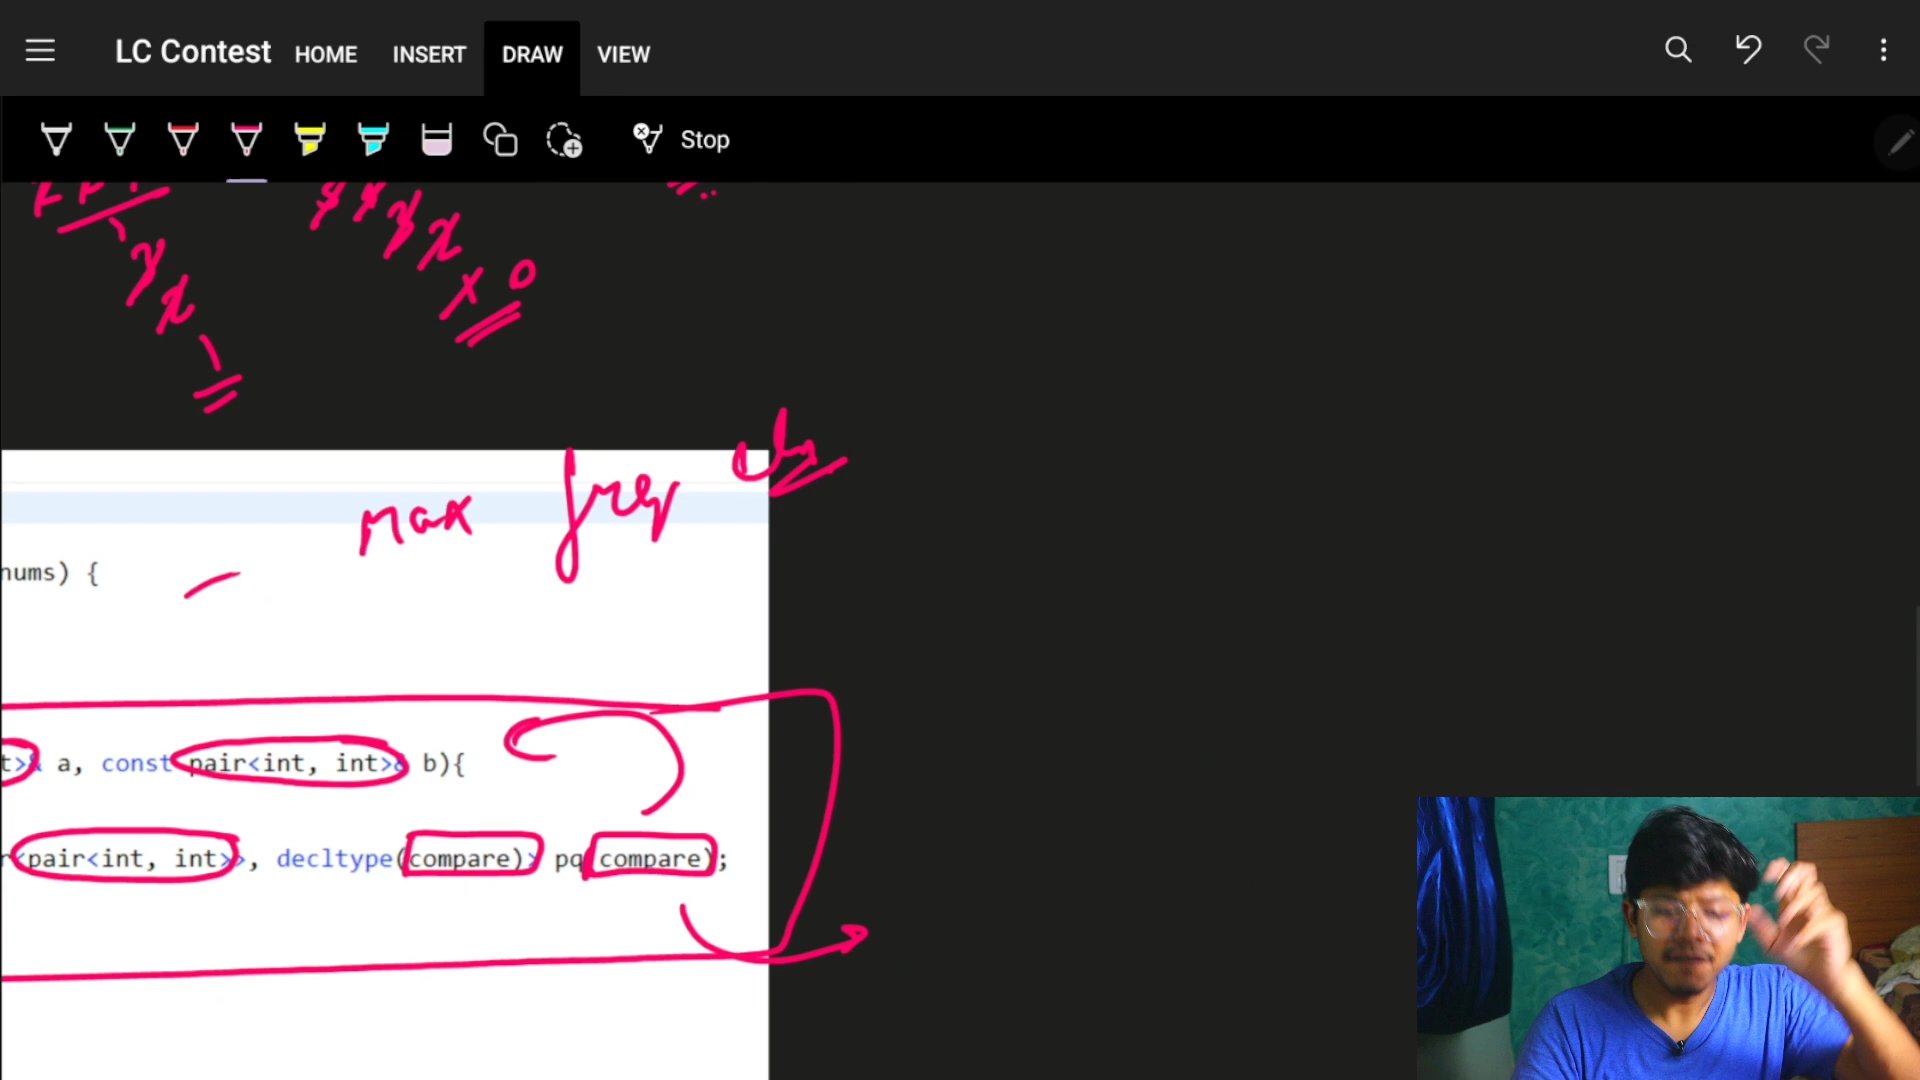 LC Contest HOME INSERT DRAW VIEW
Stop
0
max freq
nums) {
t>& a, const pair<int, int>& b){
r<pair<int, int>>, decltype(compare)> pq(compare);